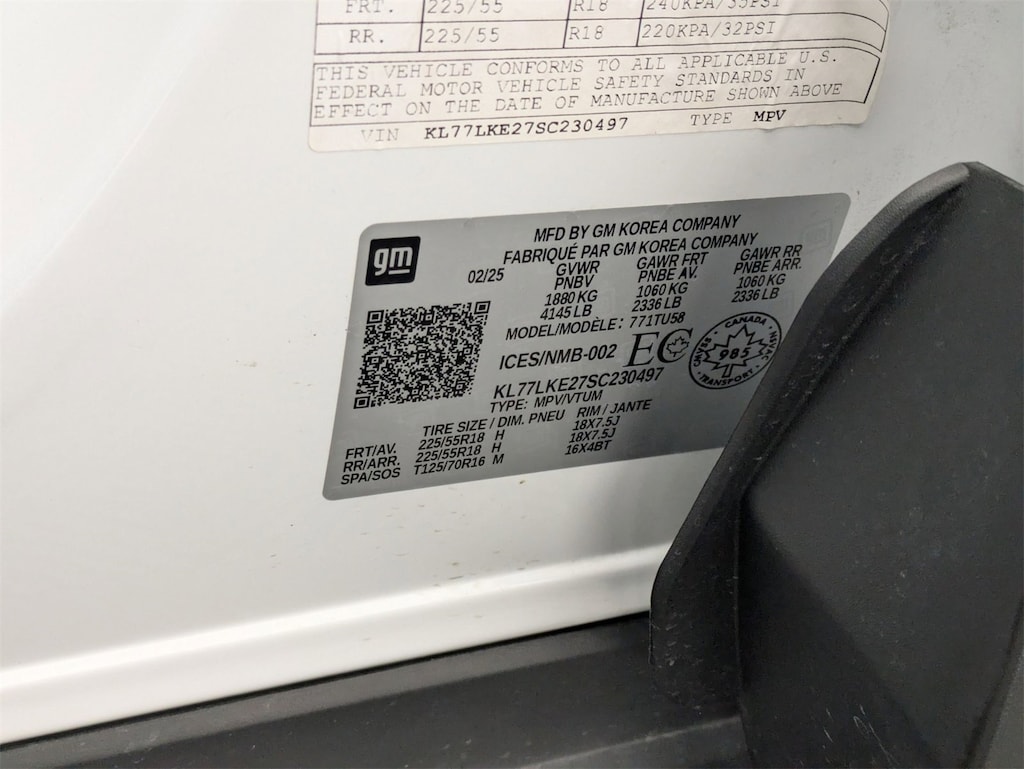 FRT. 225/55 R18 240KPA/35PSI
RR. 225/55 R18 220KPA/32PSI
THIS VEHICLE CONFORMS TO ALL APPLICABLE U.S.
FEDERAL MOTOR VEHICLE SAFETY STANDARDS IN
EFFECT ON THE DATE OF MANUFACTURE SHOWN ABOVE
VIN KL77LKE27SC230497 TYPE MPV
gm
MFD BY GM KOREA COMPANY
FABRIQUÉ PAR GM KOREA COMPANY
02/25 GVWR GAWR FRT GAWR RR
PNBV PNBE AV. PNBE ARR.
1880 KG 1060 KG 1060 KG
4145 LB 2336 LB 2336 LB
MODEL/MODÈLE: 771TU58
ICES/NMB-002 EC
CANADA
985
TRANSPORT
KL77LKE27SC230497
TYPE: MPV/VTUM
TIRE SIZE / DIM. PNEU RIM / JANTE
FRT/AV. 225/55R18 H 18X7.5J
RR/ARR. 225/55R18 H 18X7.5J
SPA/SOS T125/70R16 M 16X4BT